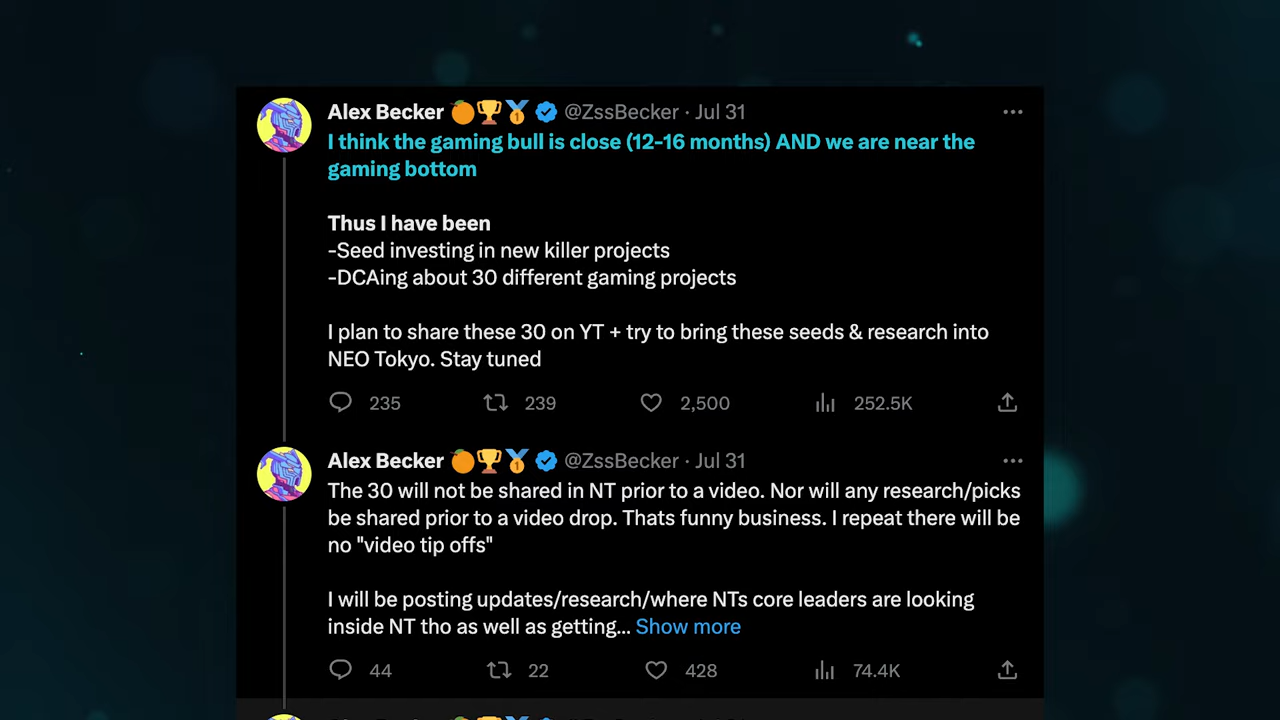 Alex Becker 🍊🏆🥇 @ZssBecker · Jul 31
I think the gaming bull is close (12-16 months) AND we are near the
gaming bottom
Thus I have been
-Seed investing in new killer projects
-DCAing about 30 different gaming projects
I plan to share these 30 on YT + try to bring these seeds & research into
NEO Tokyo. Stay tuned
235 239 2,500 252.5K
Alex Becker 🍊🏆🥇 @ZssBecker · Jul 31
The 30 will not be shared in NT prior to a video. Nor will any research/picks
be shared prior to a video drop. Thats funny business. I repeat there will be
no "video tip offs"
I will be posting updates/research/where NTs core leaders are looking
inside NT tho as well as getting... Show more
44 22 428 74.4K